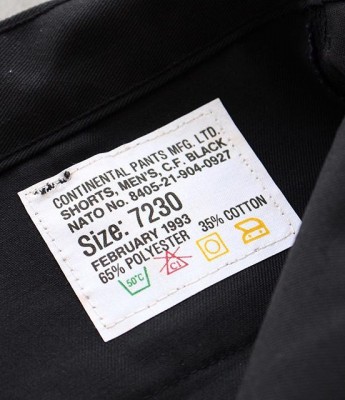 CONTINENTAL PANTS MFG. LTD.
SHORTS, MEN'S, C.F. BLACK
NATO No. 8405-21-904-0927
Size: 7230
FEBRUARY 1993
65% POLYESTER 35% COTTON
50°C CL